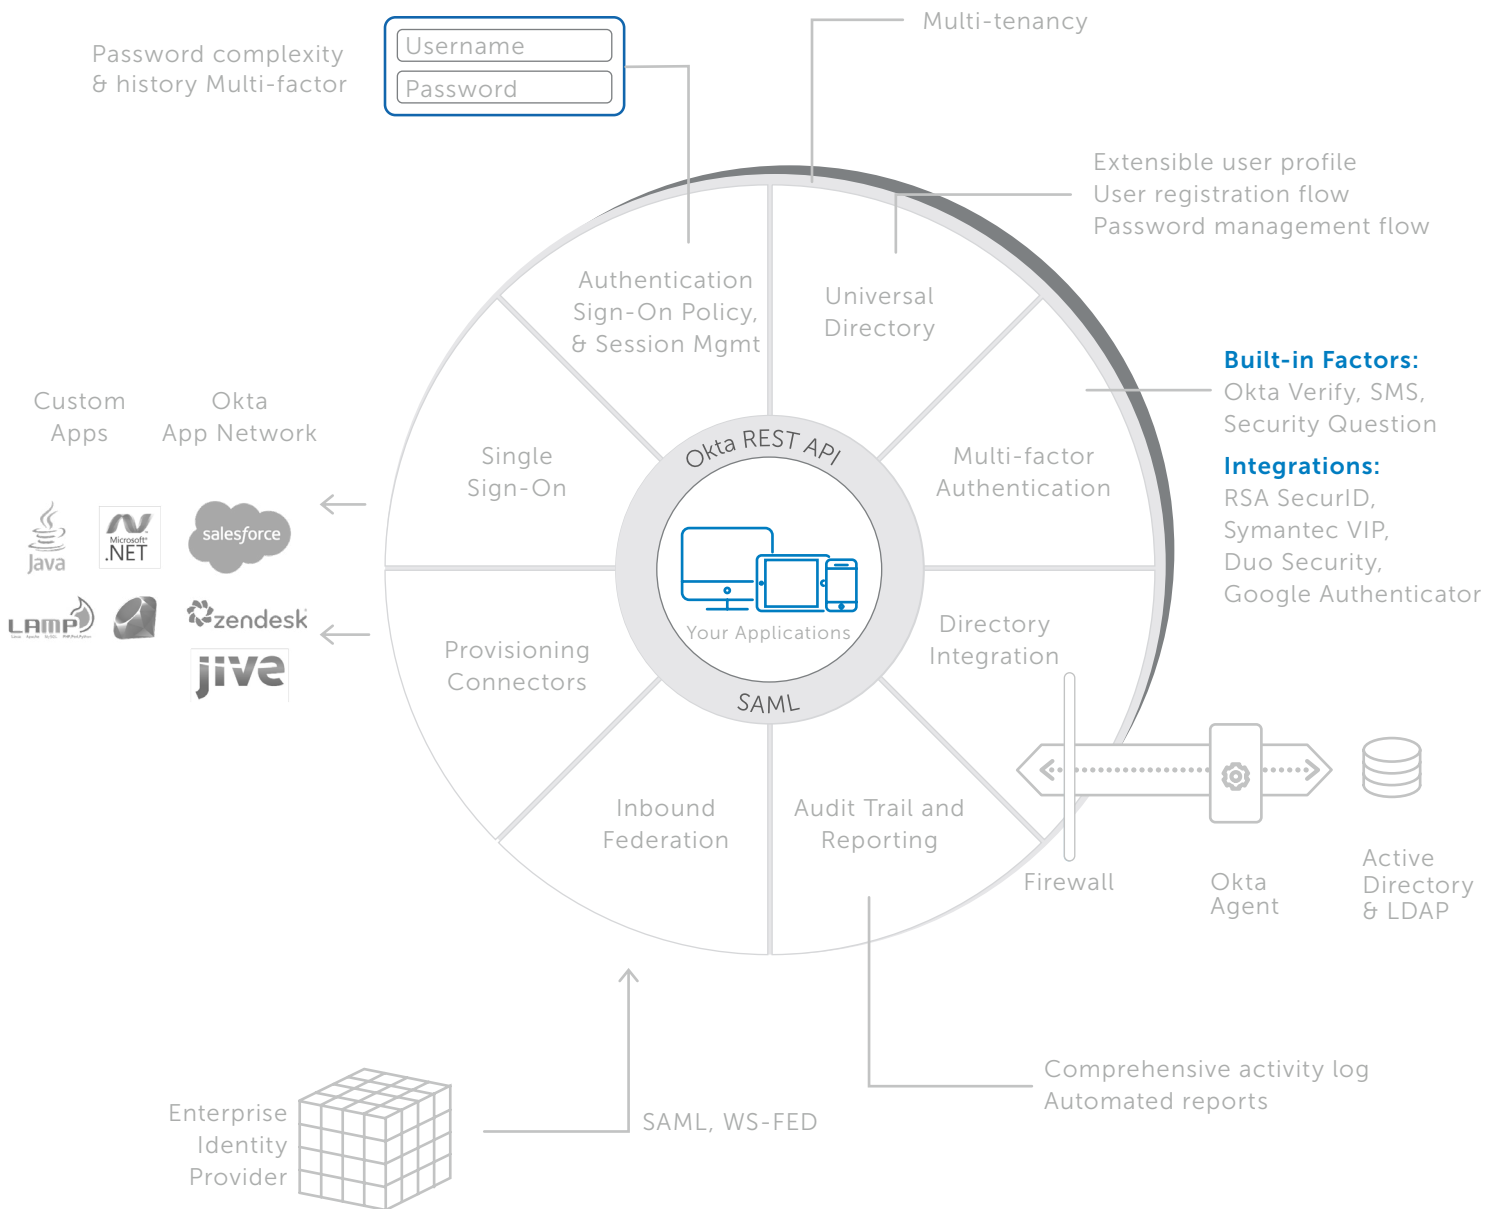 Multi-tenancy
Password complexity
& history Multi-factor
Username
Password
Extensible user profile
User registration flow
Password management flow
Authentication
Sign-On Policy,
& Session Mgmt
Universal
Directory
Built-in Factors:
Okta Verify, SMS,
Security Question
Integrations:
RSA SecurID,
Symantec VIP,
Duo Security,
Google Authenticator
Custom
Apps
Okta
App Network
Single
Sign-On
Okta REST API
Multi-factor
Authentication
Java
Microsoft®
.NET
salesforce
LAMP
zendesk
jive
Your Applications
Provisioning
Connectors
Directory
Integration
SAML
Inbound
Federation
Audit Trail and
Reporting
Firewall
Okta
Agent
Active
Directory
& LDAP
Comprehensive activity log
Automated reports
Enterprise
Identity
Provider
SAML, WS-FED